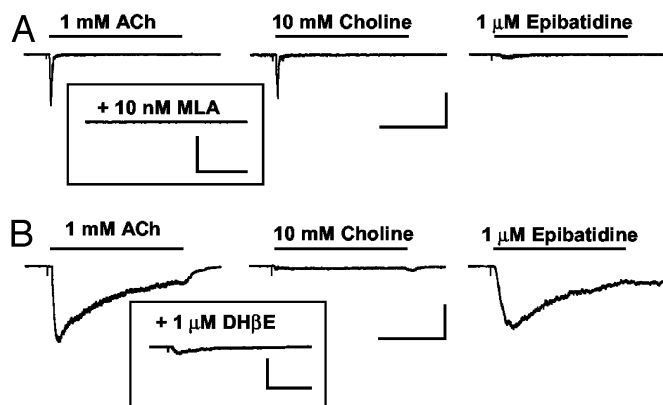 A
1 mM ACh
10 mM Choline
1 μM Epibatidine
+ 10 nM MLA
B
1 mM ACh
10 mM Choline
1 μM Epibatidine
+ 1 μM DHβE